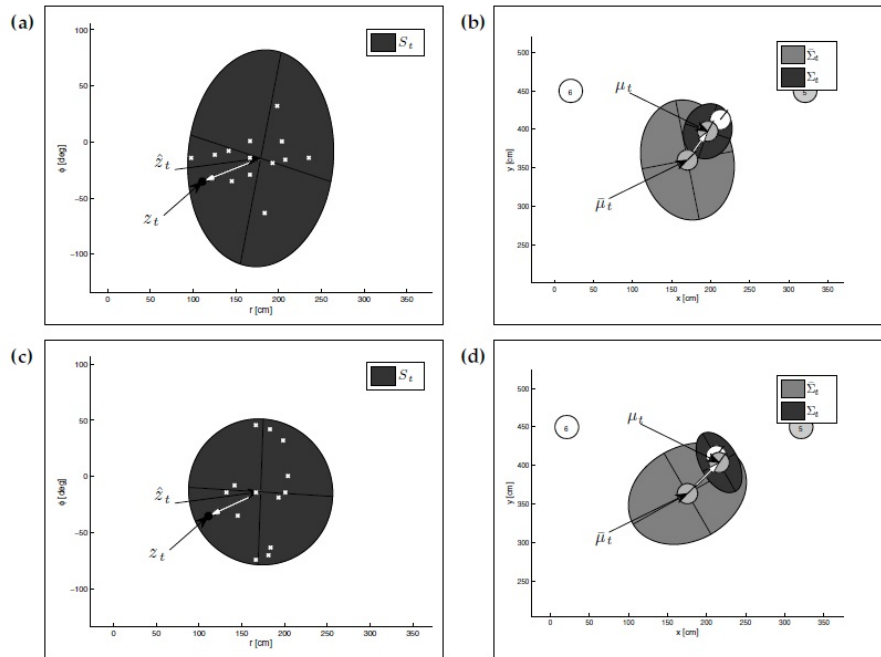 (a)
S_t
100
50
0
−50
−100
ϕ [deg]
ẑ_t
z_t
0 50 100 150 200 250 300 350
r [cm]
(b)
Σ̄_t
Σ_t
500
450
400
350
300
250
y [cm]
6
5
μ_t
μ̄_t
0 50 100 150 200 250 300 350
x [cm]
(c)
S_t
100
50
0
−50
−100
ϕ [deg]
ẑ_t
z_t
0 50 100 150 200 250 300 350
r [cm]
(d)
Σ̄_t
Σ_t
500
450
400
350
300
250
y [cm]
6
5
μ_t
μ̄_t
0 50 100 150 200 250 300 350
x [cm]